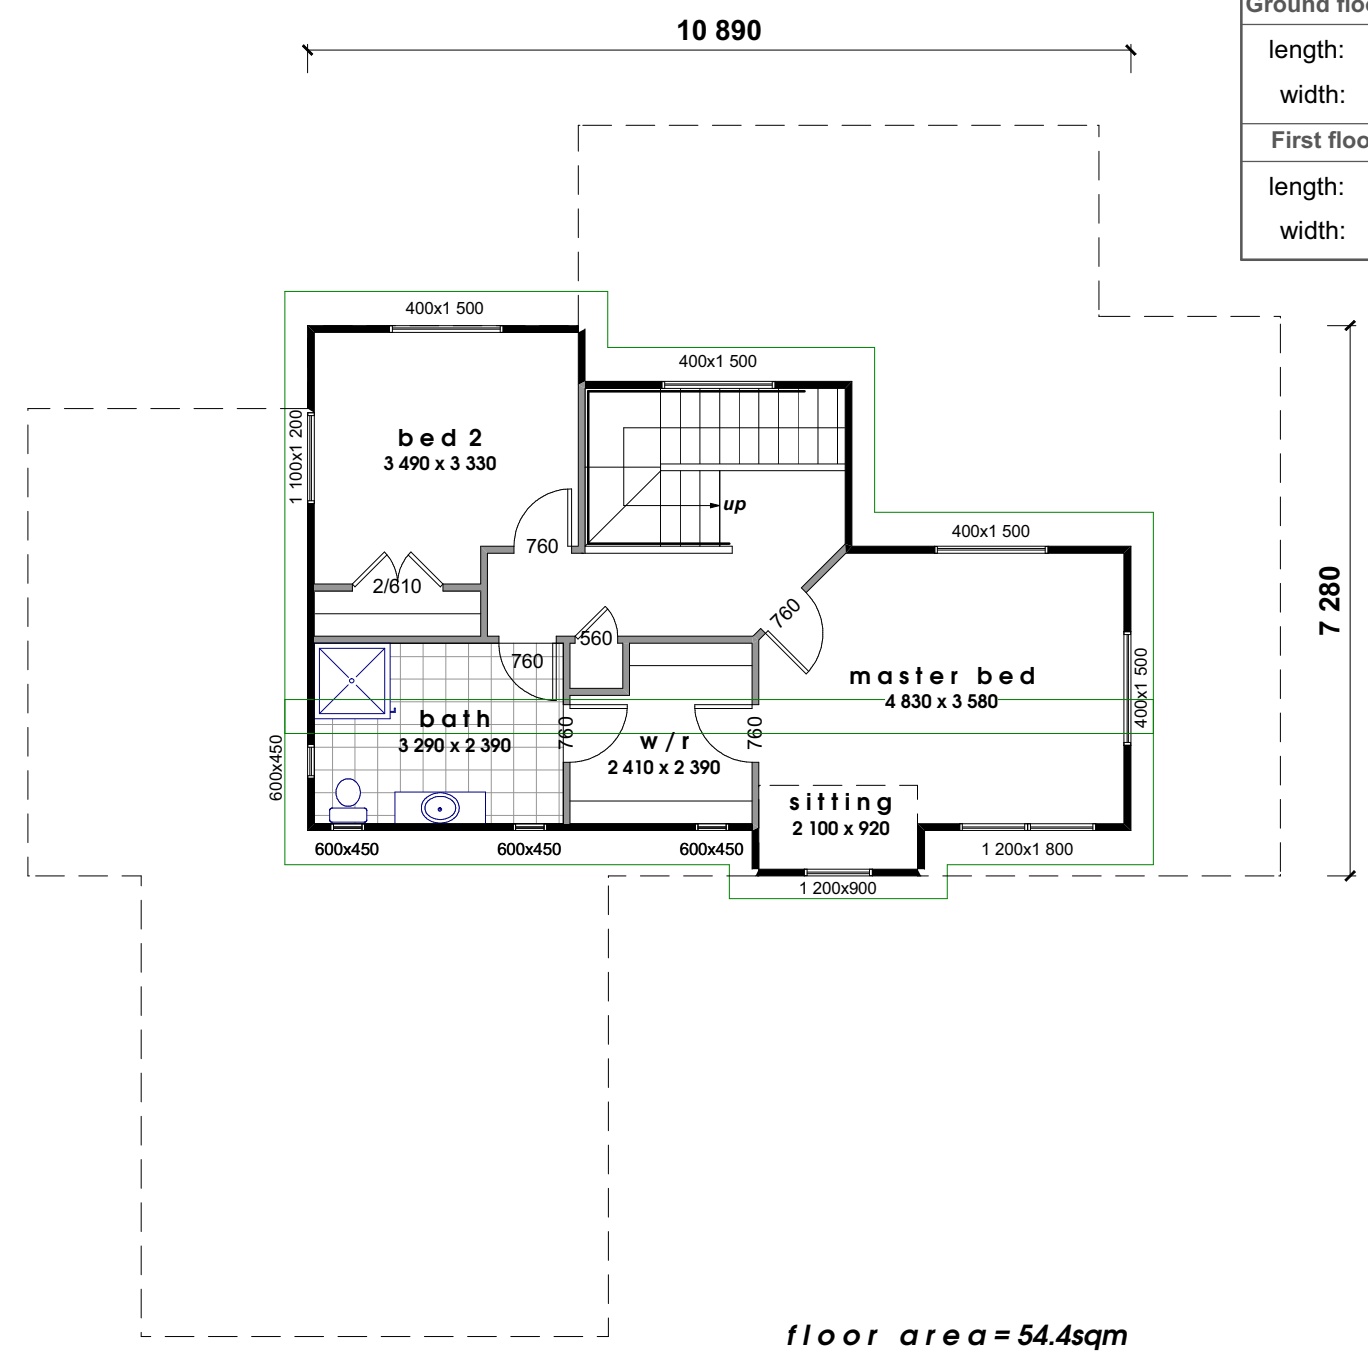 Ground floo
length:
width:
First floo
length:
width:
10 890
400x1 500
400x1 500
1 100x1 200
bed 2
3 490 x 3 330
up
760
400x1 500
2/610
760
560
7 280
760
master bed
4 830 x 3 580
400x1 500
bath
3 290 x 2 390
760
w/r
2 410 x 2 390
760
600x450
sitting
2 100 x 920
600x450
600x450
600x450
1 200x1 800
1 200x900
floor area = 54.4sqm